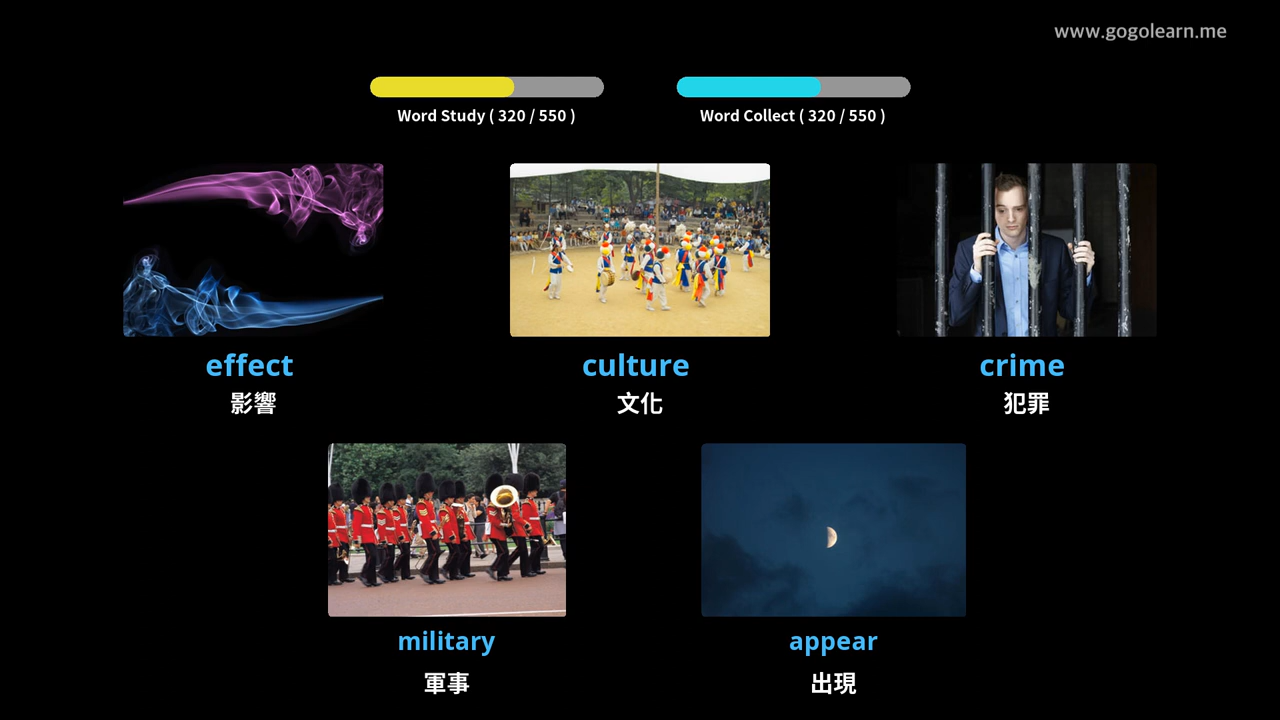 www.gogolearn.me
Word Study ( 320 / 550 )
Word Collect ( 320 / 550 )
effect
影響
culture
文化
crime
犯罪
military
軍事
appear
出現